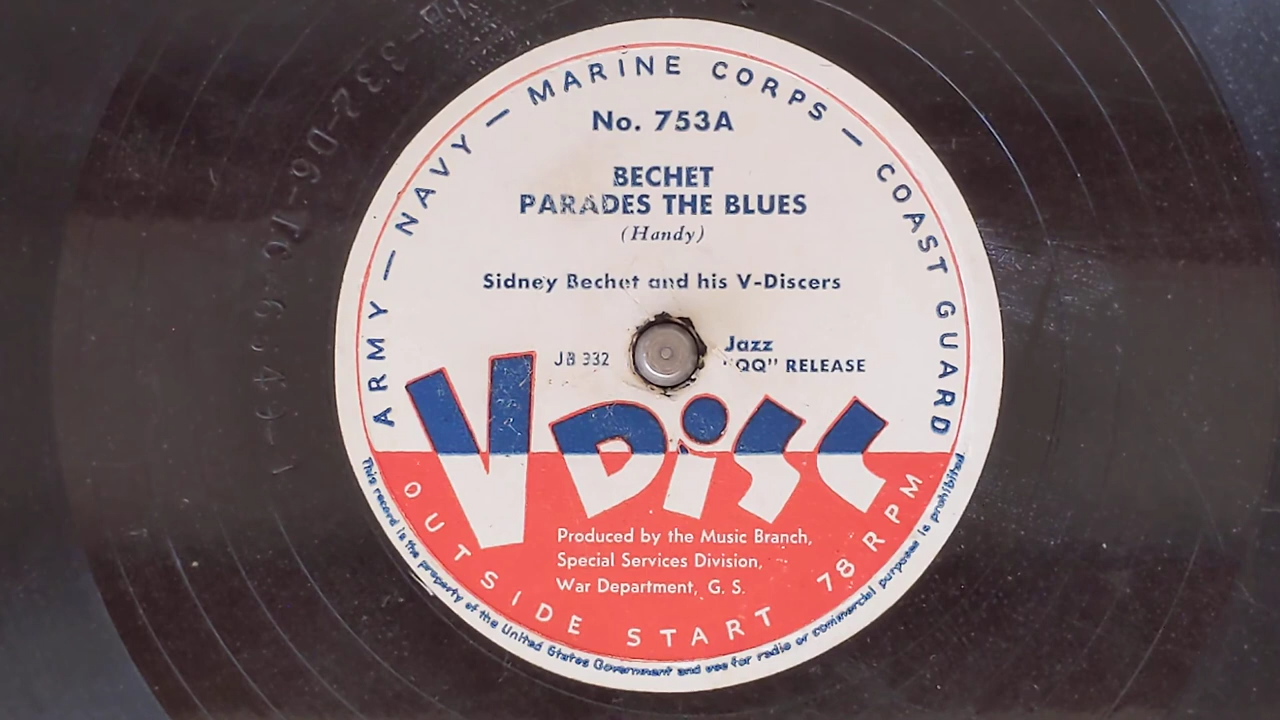 ARMY — NAVY — MARINE CORPS — COAST GUARD
No. 753A
BECHET
PARADES THE BLUES
(Handy)
Sidney Bechet and his V-Discers
JB 332
Jazz
"QQ" RELEASE
V DiSC
Produced by the Music Branch,
Special Services Division,
War Department, G. S.
OUTSIDE START 78 RPM
This record is the property of the United States Government and use for radio or commercial purposes is prohibited.